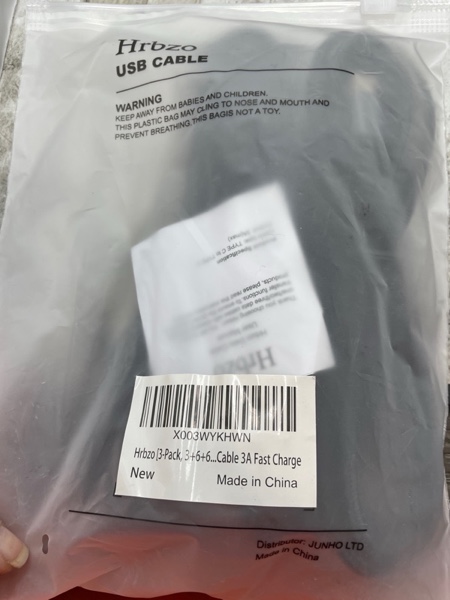 Hrbzo
USB CABLE
WARNING
KEEP AWAY FROM BABIES AND CHILDREN.
THIS PLASTIC BAG MAY CLING TO NOSE AND MOUTH AND
PREVENT BREATHING.THIS BAGIS NOT A TOY.
Hrbzo
X003WYKHWN
Hrbzo [3-Pack, 3+6+6...Cable 3A Fast Charge
New
Made in China
Distributor: JUNHO LTD
Made in China